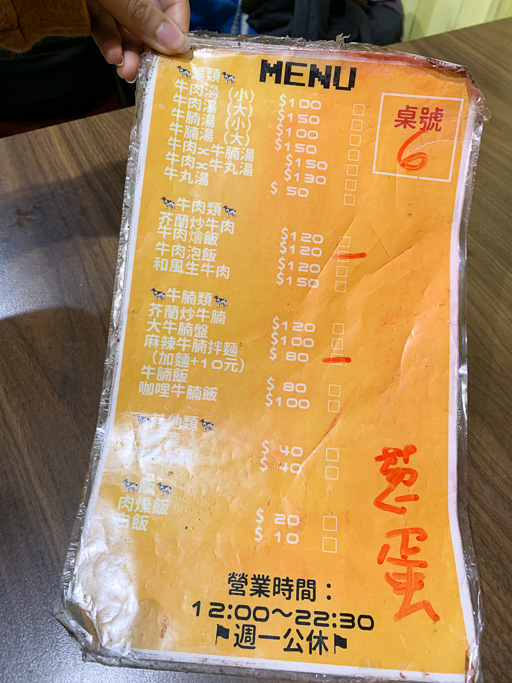 MENU
桌號
6
湯類
牛肉湯（小） $100
牛肉湯（大） $150
牛腩湯（小） $100
牛腩湯（大） $150
牛肉x牛腩湯 $150
牛肉x牛丸湯 $130
牛丸湯 $ 50
牛肉類
芥蘭炒牛肉 $120
牛肉燴飯 $120
牛肉泡飯 $120
和風生牛肉 $150
牛腩類
芥蘭炒牛腩 $120
大牛腩盤 $100
麻辣牛腩拌麵 $ 80
（加麵+10元）
牛腩飯 $ 80
咖哩牛腩飯 $100
其他類
$ 40
$ 40
肉燥飯 $ 20
白飯 $ 10
蛋
營業時間：
12:00～22:30
週一公休